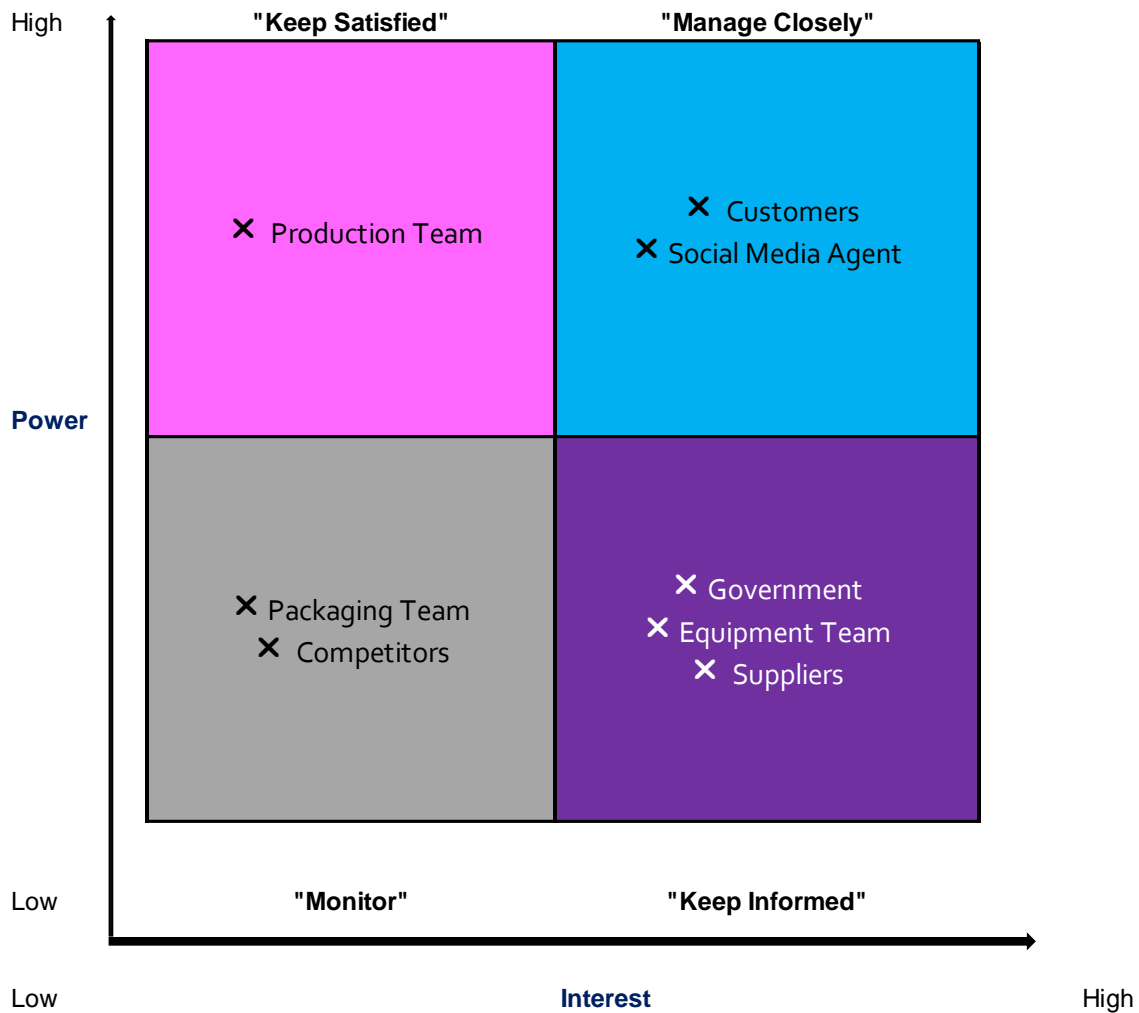 High
"Keep Satisfied"
"Manage Closely"
✕ Production Team
✕ Customers
✕ Social Media Agent
Power
✕ Packaging Team
✕ Competitors
✕ Government
✕ Equipment Team
✕ Suppliers
Low
"Monitor"
"Keep Informed"
Low
Interest
High